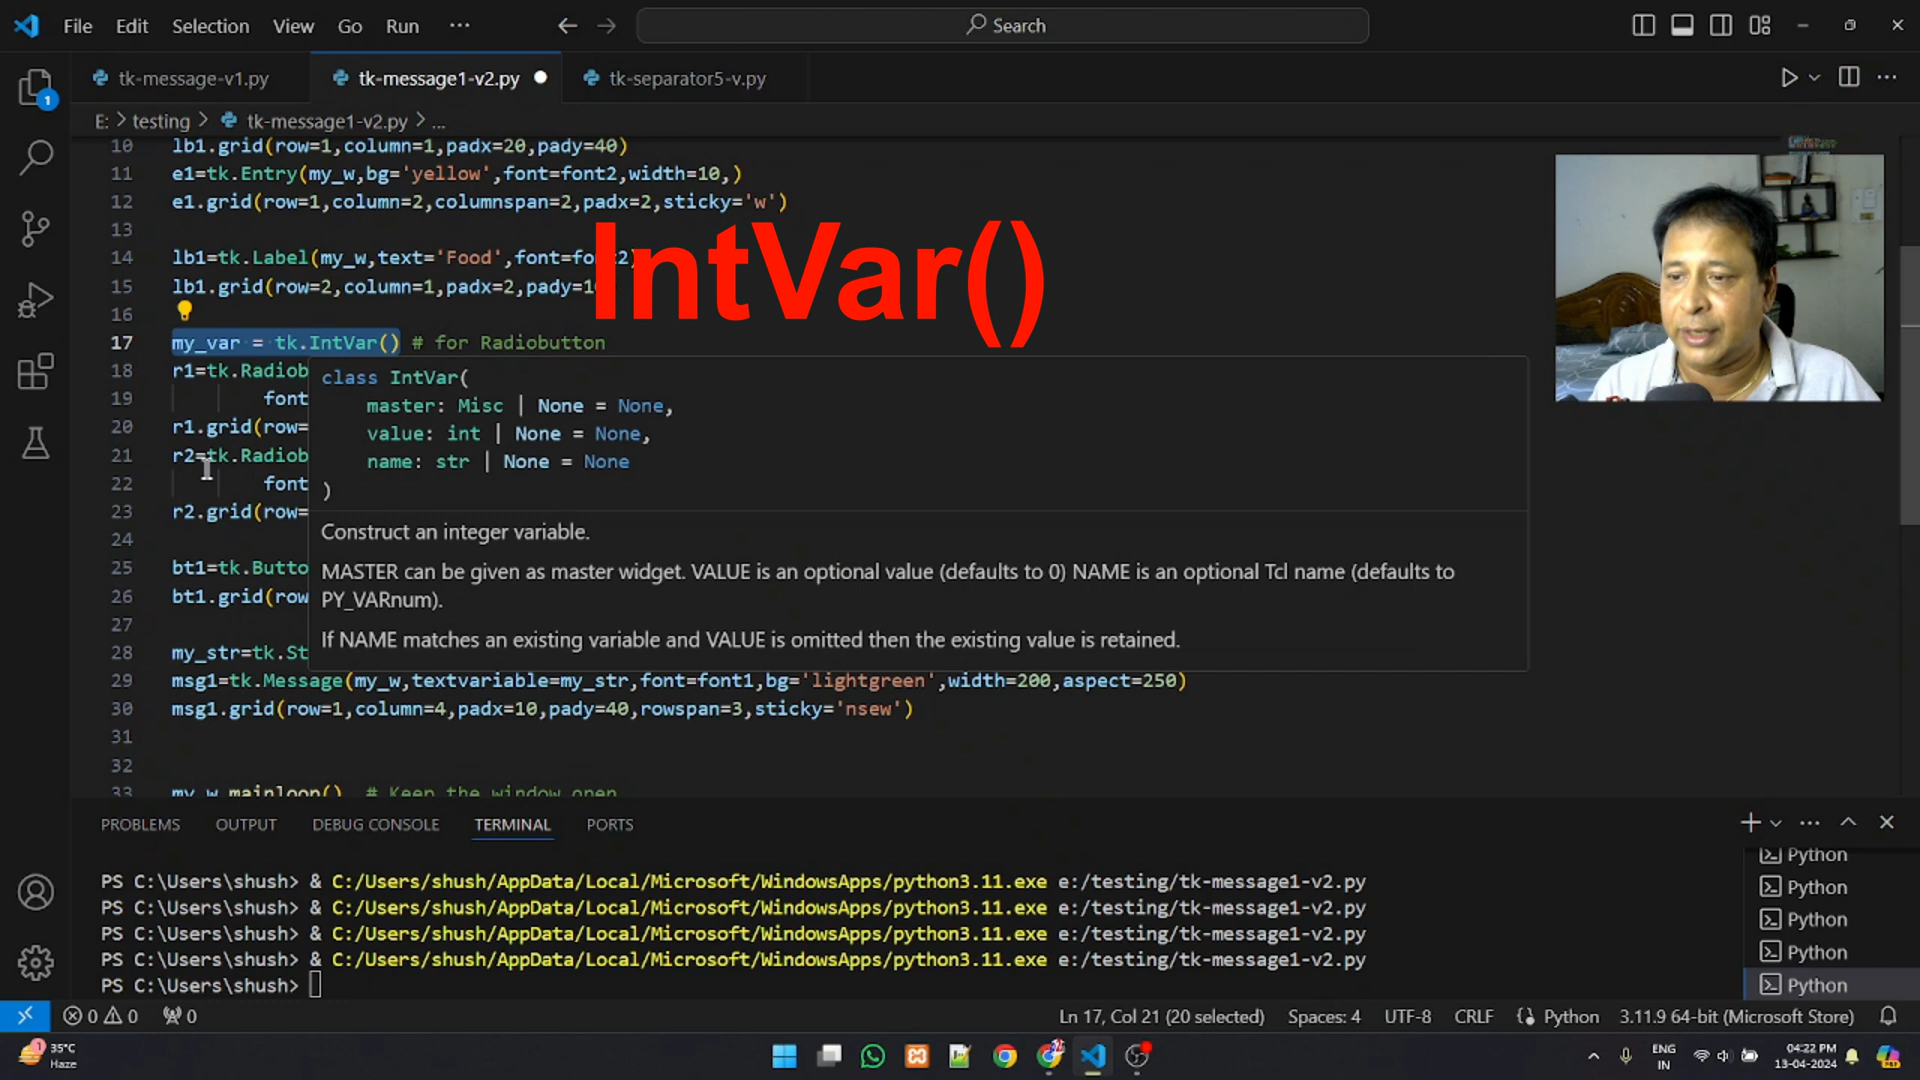 File Edit Selection View Go Run ···
Search
tk-message-v1.py
tk-message1-v2.py
tk-separator5-v.py
E: > testing > tk-message1-v2.py > ...
10 lb1.grid(row=1,column=1,padx=20,pady=40)
11 e1=tk.Entry(my_w,bg='yellow',font=font2,width=10,)
12 e1.grid(row=1,column=2,columnspan=2,padx=2,sticky='w')
13
IntVar()
14 lb1=tk.Label(my_w,text='Food',font=font2)
15 lb1.grid(row=2,column=1,padx=2,pady=1
16
17 my_var = tk.IntVar() # for Radiobutton
18 r1=tk.Radiob
19 font
20 r1.grid(row=
21 r2=tk.Radiob
22 font
23 r2.grid(row=
24
25 bt1=tk.Butto
26 bt1.grid(row
27
28 my_str=tk.St
class IntVar(
master: Misc | None = None,
value: int | None = None,
name: str | None = None
)
Construct an integer variable.
MASTER can be given as master widget. VALUE is an optional value (defaults to 0) NAME is an optional Tcl name (defaults to
PY_VARnum).
If NAME matches an existing variable and VALUE is omitted then the existing value is retained.
29 msg1=tk.Message(my_w,textvariable=my_str,font=font1,bg='lightgreen',width=200,aspect=250)
30 msg1.grid(row=1,column=4,padx=10,pady=40,rowspan=3,sticky='nsew')
31
32
33 my_w.mainloop() # Keep the window open
PROBLEMS OUTPUT DEBUG CONSOLE TERMINAL PORTS
PS C:\Users\shush> & C:/Users/shush/AppData/Local/Microsoft/WindowsApps/python3.11.exe e:/testing/tk-message1-v2.py
PS C:\Users\shush> & C:/Users/shush/AppData/Local/Microsoft/WindowsApps/python3.11.exe e:/testing/tk-message1-v2.py
PS C:\Users\shush> & C:/Users/shush/AppData/Local/Microsoft/WindowsApps/python3.11.exe e:/testing/tk-message1-v2.py
PS C:\Users\shush> & C:/Users/shush/AppData/Local/Microsoft/WindowsApps/python3.11.exe e:/testing/tk-message1-v2.py
PS C:\Users\shush>
Python
Python
Python
Python
Python
0 0 0 Ln 17, Col 21 (20 selected) Spaces: 4 UTF-8 CRLF Python 3.11.9 64-bit (Microsoft Store)
1
35°C
Haze
ENG
IN
04:22 PM
13-04-2024